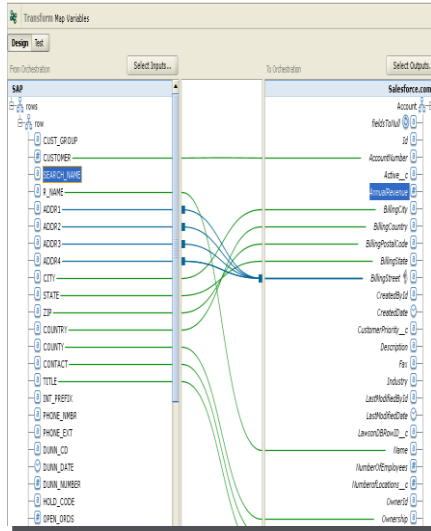 Transform Map Variables
Design Test
From Orchestration
Select Inputs...
To Orchestration
Select Outputs.
SAP
rows
row
CUST_GROUP
CUSTOMER
SEARCH_NAME
R_NAME
ADDR1
ADDR2
ADDR3
ADDR4
CITY
STATE
ZIP
COUNTRY
COUNTY
CONTACT
TITLE
INT_PREFIX
PHONE_NMBR
PHONE_EXT
DUNN_CD
DUNN_DATE
DUNN_NUMBER
HOLD_CODE
OPEN_ORDS
Salesforce.com
Account
fieldsToNull
Id
AccountNumber
Active__c
AnnualRevenue
BillingCity
BillingCountry
BillingPostalCode
BillingState
BillingStreet
CreatedById
CreatedDate
CustomerPriority__c
Description
Fax
Industry
LastModifiedById
LastModifiedDate
LawsonDBRowID__c
Name
NumberOfEmployees
NumberofLocations__c
OwnerId
Ownership